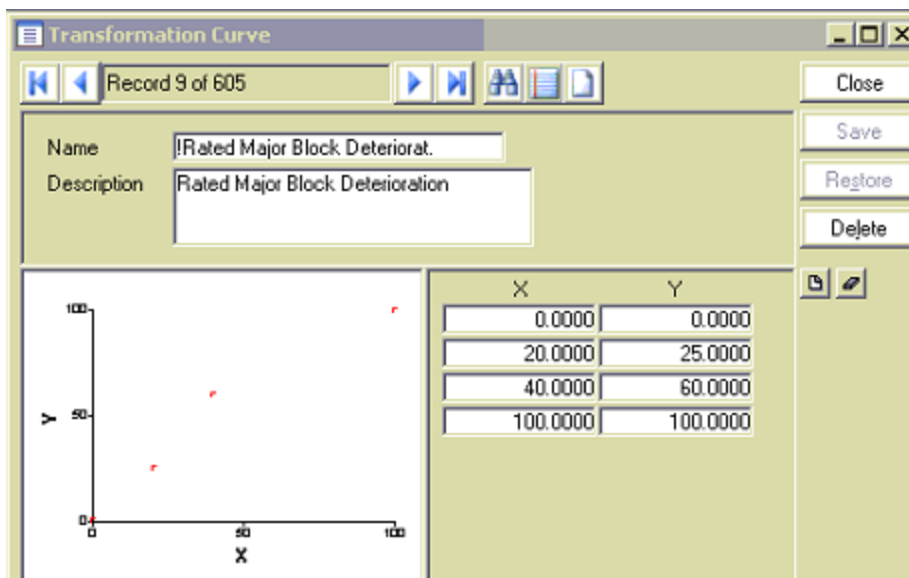 Transformation Curve
Record 9 of 605
Close
Save
Restore
Delete
Name !Rated Major Block Deteriorat.
Description Rated Major Block Deterioration
X Y
0.0000 0.0000
20.0000 25.0000
40.0000 60.0000
100.0000 100.0000
100
50
0
Y
0 50 100
X